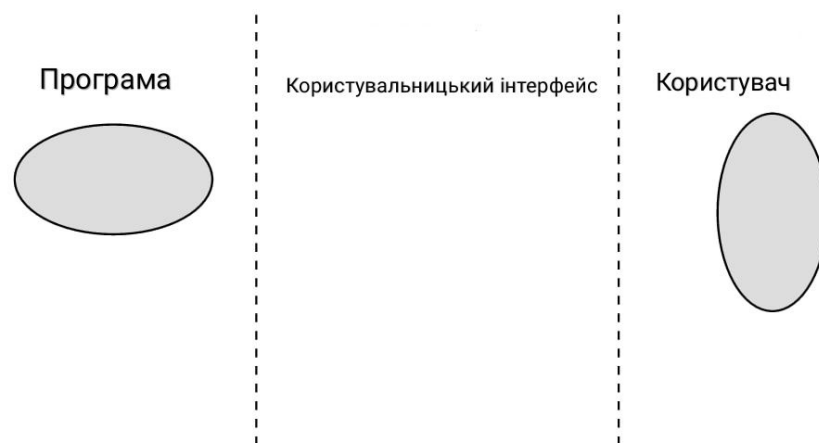 Програма
Користувальницький інтерфейс
Користувач